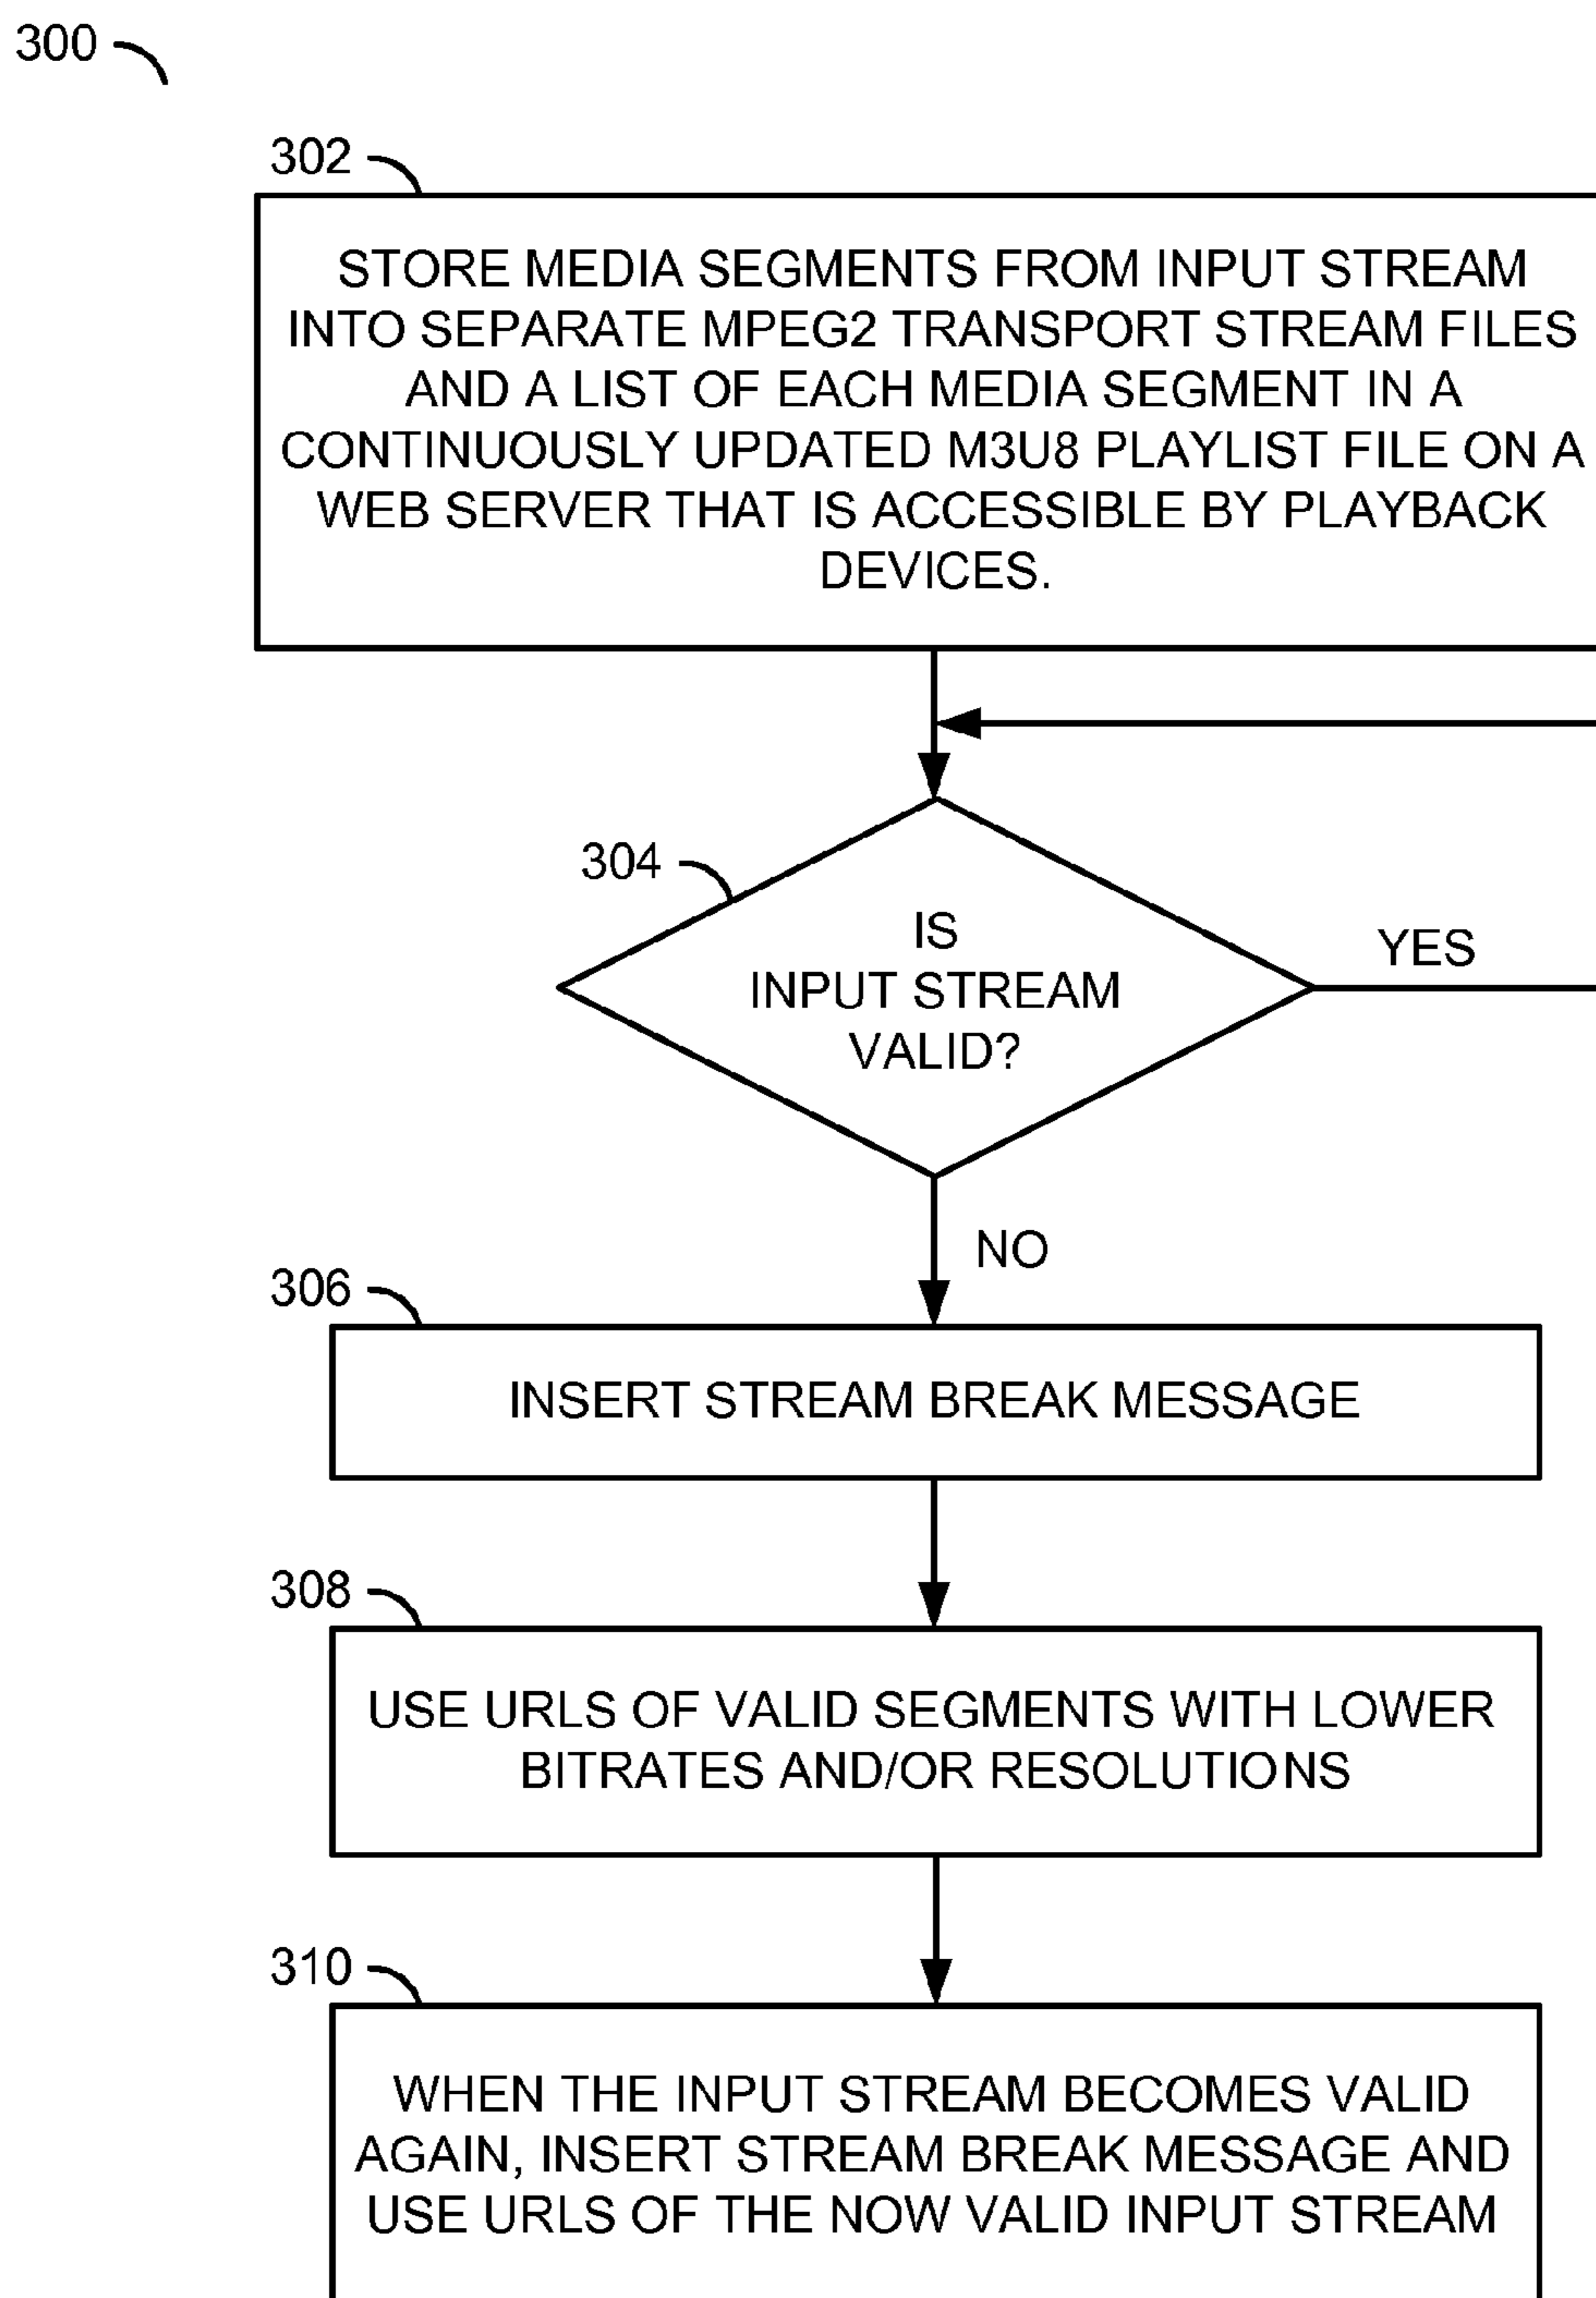 300
302
STORE MEDIA SEGMENTS FROM INPUT STREAM
INTO SEPARATE MPEG2 TRANSPORT STREAM FILES
AND A LIST OF EACH MEDIA SEGMENT IN A
CONTINUOUSLY UPDATED M3U8 PLAYLIST FILE ON A
WEB SERVER THAT IS ACCESSIBLE BY PLAYBACK
DEVICES.
304
IS
INPUT STREAM
VALID?
YES
NO
306
INSERT STREAM BREAK MESSAGE
308
USE URLS OF VALID SEGMENTS WITH LOWER
BITRATES AND/OR RESOLUTIONS
310
WHEN THE INPUT STREAM BECOMES VALID
AGAIN, INSERT STREAM BREAK MESSAGE AND
USE URLS OF THE NOW VALID INPUT STREAM